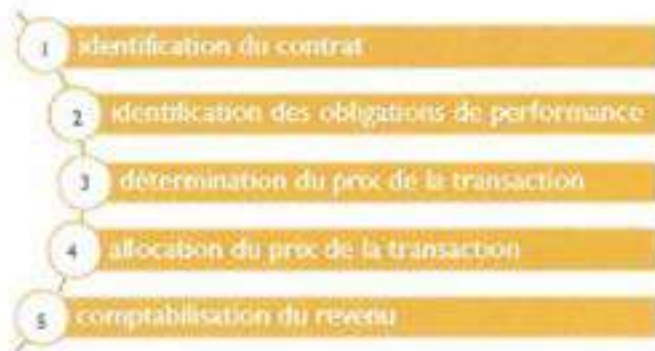 1 identification du contrat
2 identification des obligations de performance
3 détermination du prix de la transaction
4 allocation du prix de la transaction
5 comptabilisation du revenu